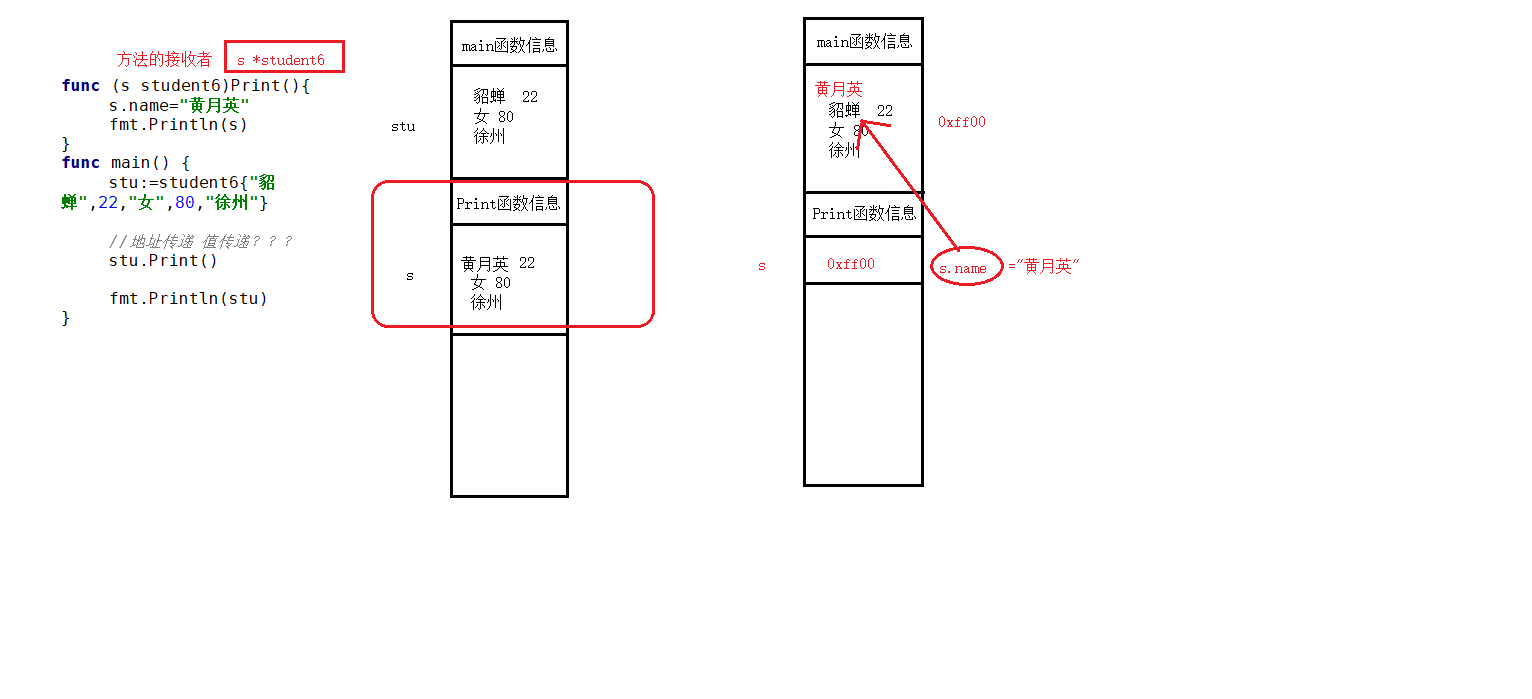 方法的接收者 s *student6
func (s student6)Print(){
s.name="黄月英"
fmt.Println(s)
}
func main() {
stu:=student6{"貂
蝉",22,"女",80,"徐州"}
//地址传递 值传递？？？
stu.Print()
fmt.Println(stu)
}
main函数信息
stu
貂蝉 22
女 80
徐州
Print函数信息
s
黄月英 22
女 80
徐州
main函数信息
黄月英
貂蝉 22
女 80
徐州
0xff00
Print函数信息
s
0xff00
s.name ="黄月英"